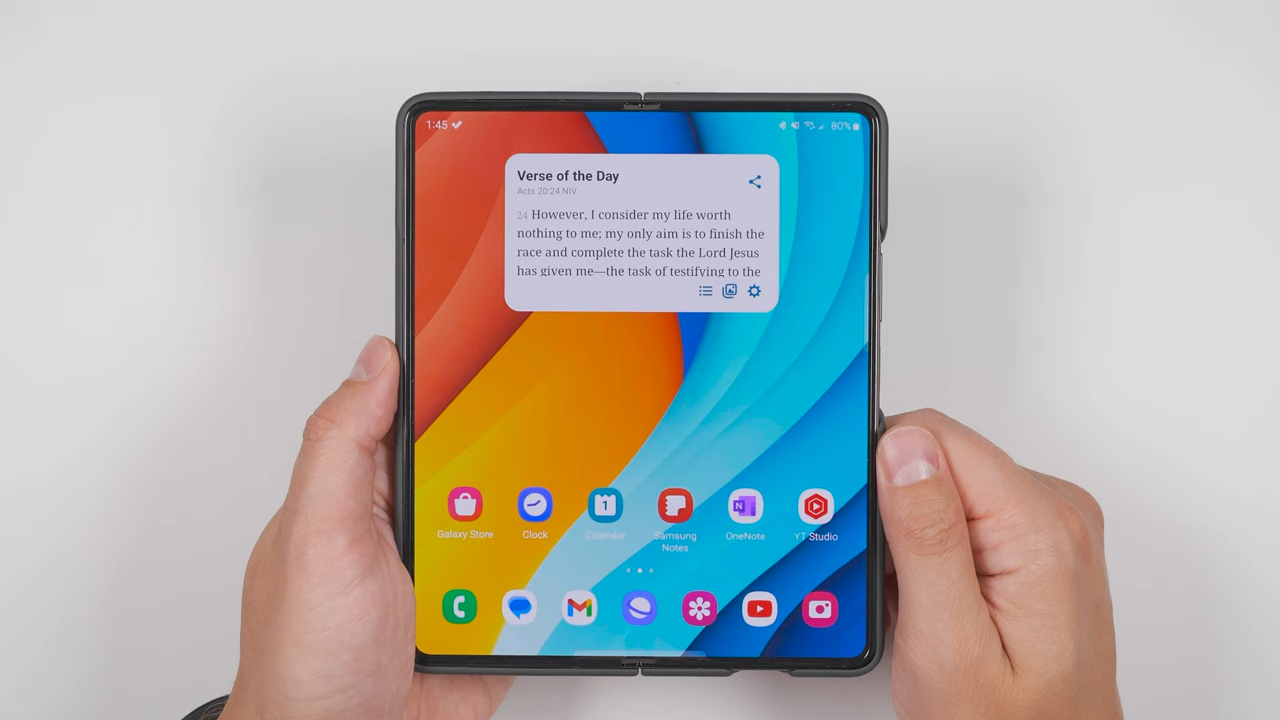 1:45
80%
Verse of the Day
Acts 20:24 NIV
24 However, I consider my life worth
nothing to me; my only aim is to finish the
race and complete the task the Lord Jesus
has given me—the task of testifying to the
1
N
Galaxy Store
Clock
Calendar
Samsung
Notes
OneNote
YT Studio